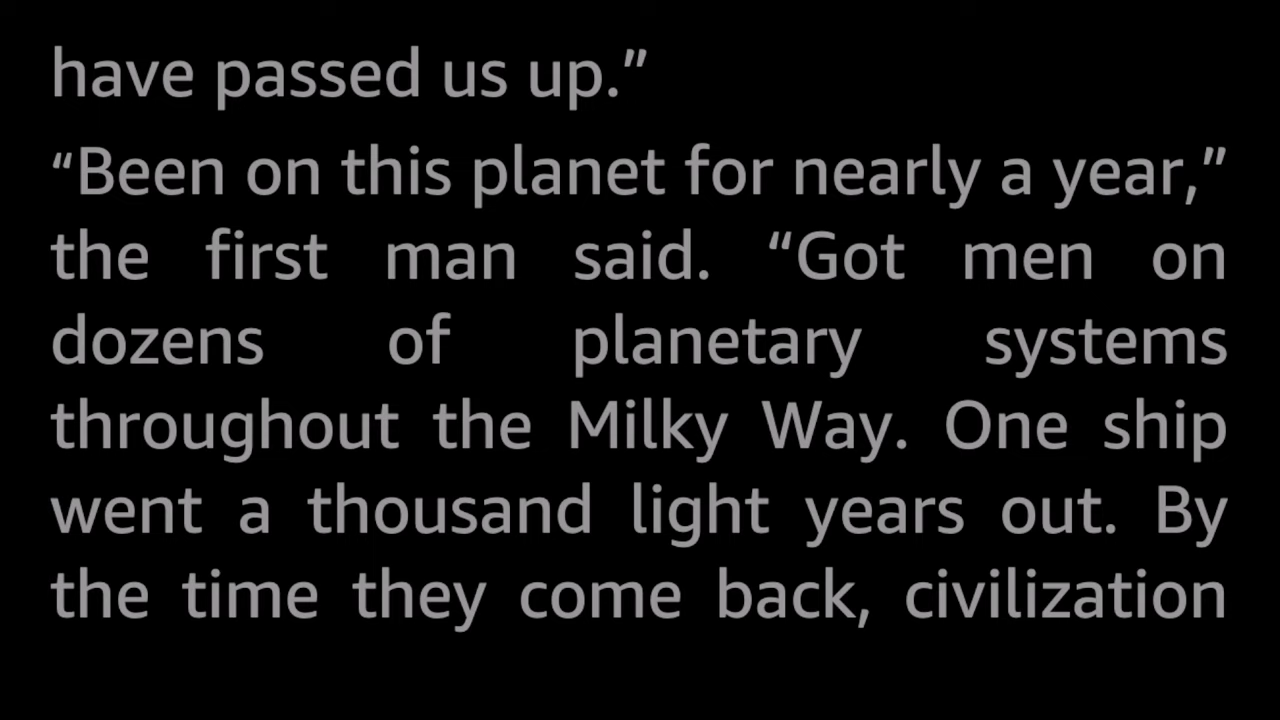 have passed us up.”
“Been on this planet for nearly a year,”
the first man said. “Got men on
dozens of planetary systems
throughout the Milky Way. One ship
went a thousand light years out. By
the time they come back, civilization